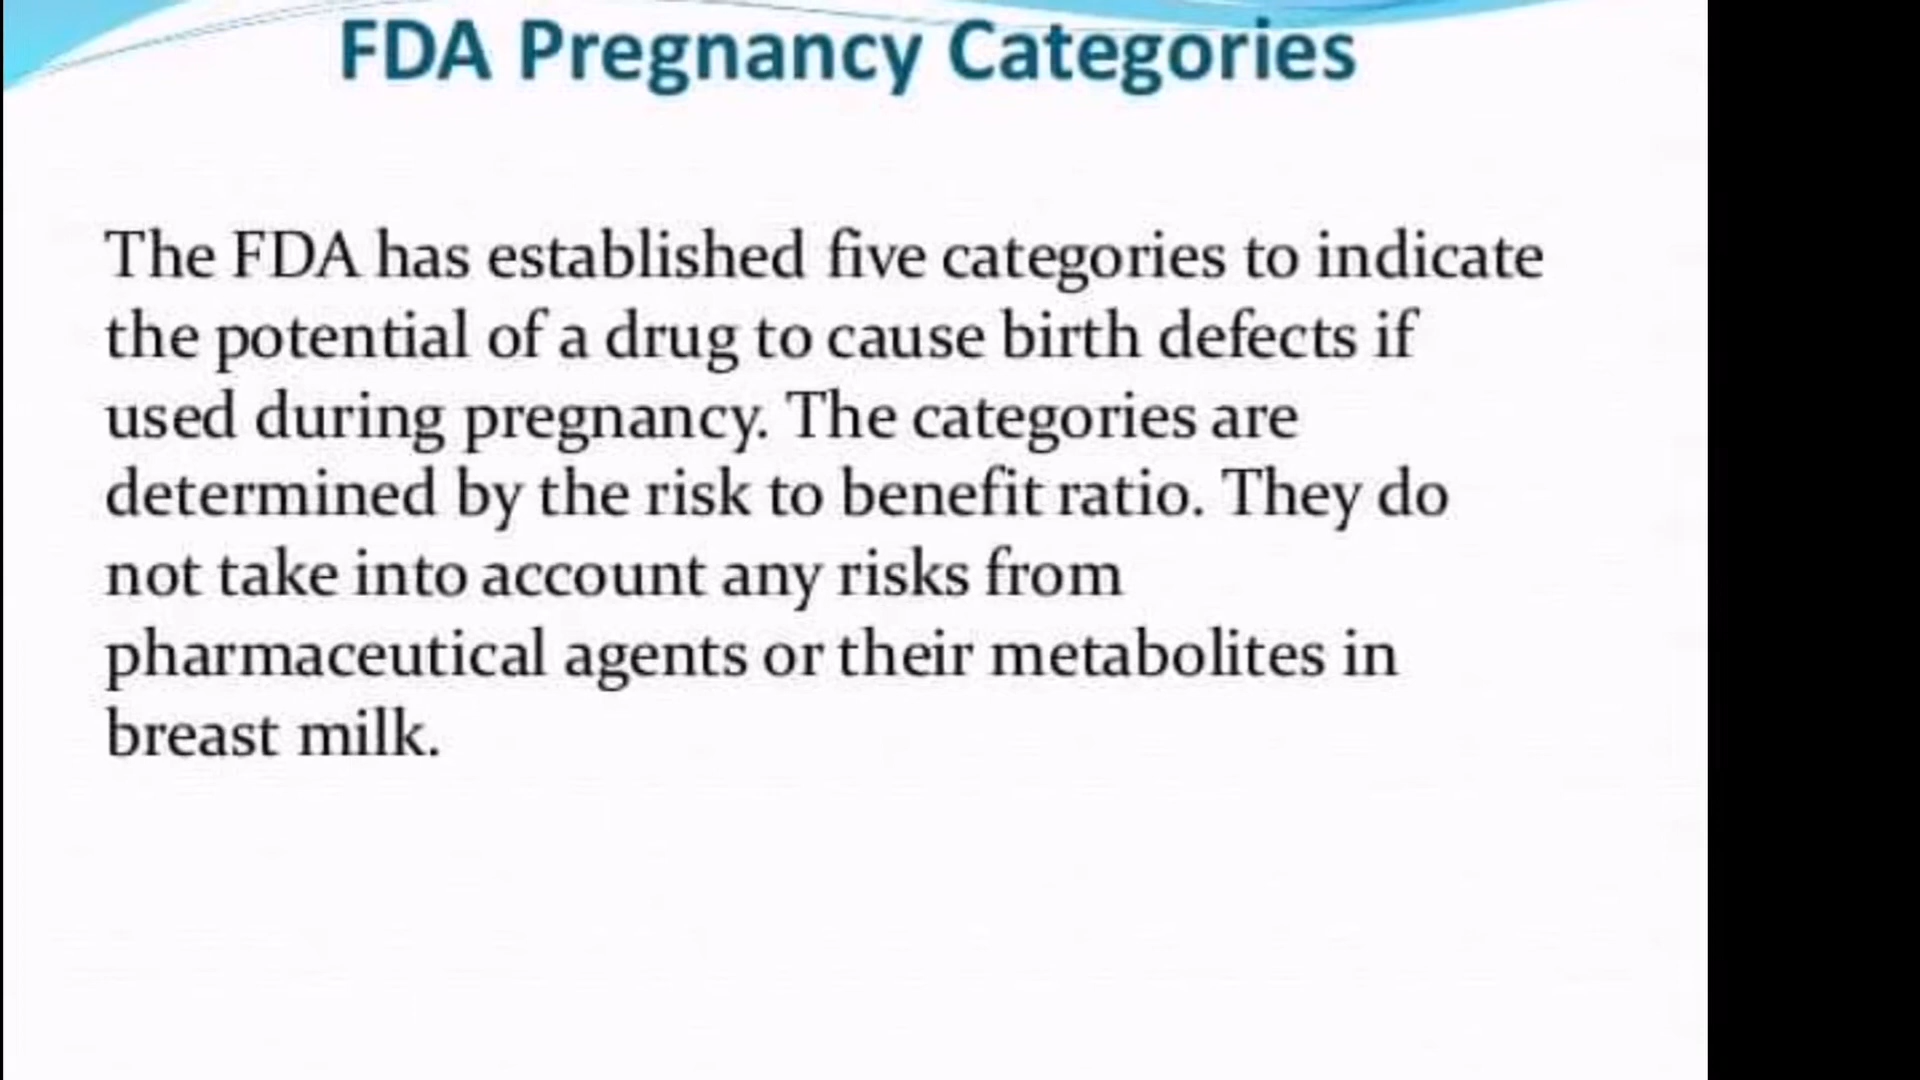 FDA Pregnancy Categories
The FDA has established five categories to indicate
the potential of a drug to cause birth defects if
used during pregnancy. The categories are
determined by the risk to benefit ratio. They do
not take into account any risks from
pharmaceutical agents or their metabolites in
breast milk.